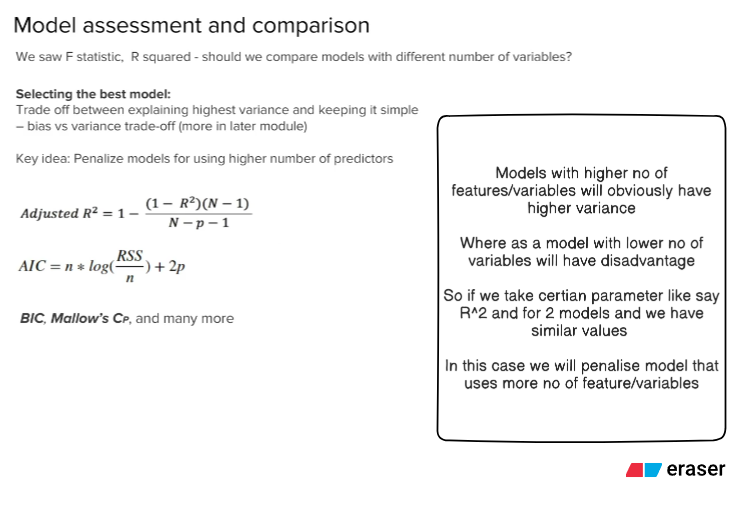 Model assessment and comparison
We saw F statistic, R squared - should we compare models with different number of variables?
Selecting the best model:
Trade off between explaining highest variance and keeping it simple
– bias vs variance trade-off (more in later module)
Key idea: Penalize models for using higher number of predictors
Adjusted R² = 1 − (1 − R²)(N − 1) / N − p − 1
AIC = n * log(RSS / n) + 2p
BIC, Mallow's CP, and many more
Models with higher no of
features/variables will obviously have
higher variance
Where as a model with lower no of
variables will have disadvantage
So if we take certian parameter like say
R^2 and for 2 models and we have
similar values
In this case we will penalise model that
uses more no of feature/variables
eraser